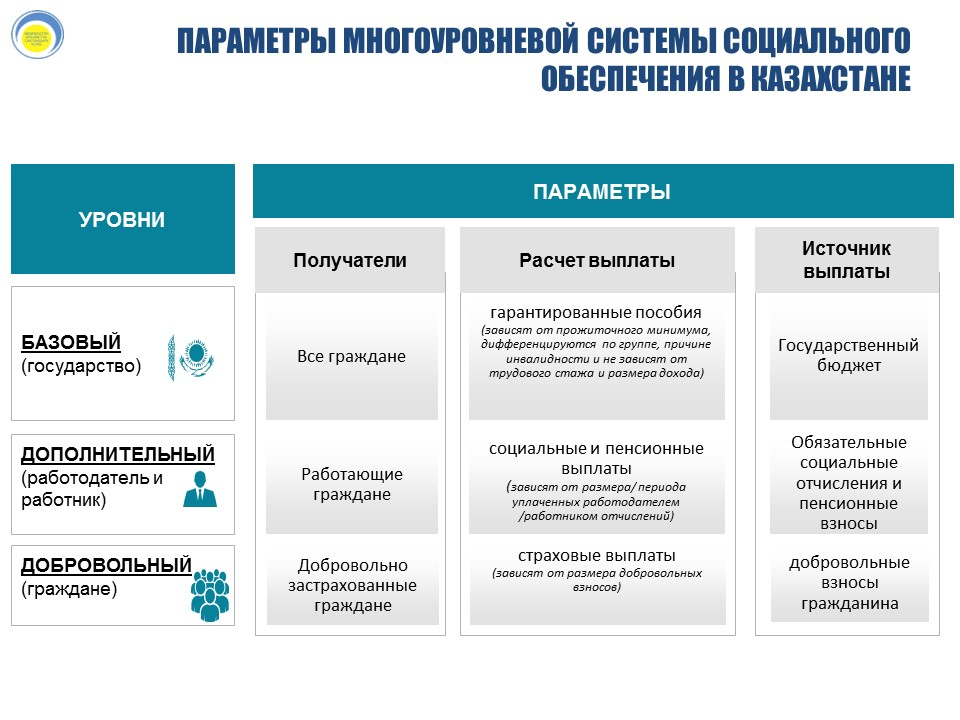 ПАРАМЕТРЫ МНОГОУРОВНЕВОЙ СИСТЕМЫ СОЦИАЛЬНОГО
ОБЕСПЕЧЕНИЯ В КАЗАХСТАНЕ
УРОВНИ
ПАРАМЕТРЫ
Получатели
Расчет выплаты
Источник
выплаты
БАЗОВЫЙ
(государство)
Все граждане
гарантированные пособия
(зависят от прожиточного минимума,
дифференцируются по группе, причине
инвалидности и не зависят от
трудового стажа и размера дохода)
Государственный
бюджет
ДОПОЛНИТЕЛЬНЫЙ
(работодатель и
работник)
Работающие
граждане
социальные и пенсионные
выплаты
(зависят от размера/ периода
уплаченных работодателем
/работником отчислений)
Обязательные
социальные
отчисления и
пенсионные
взносы
ДОБРОВОЛЬНЫЙ
(граждане)
Добровольно
застрахованные
граждане
страховые выплаты
(зависят от размера добровольных
взносов)
добровольные
взносы
гражданина